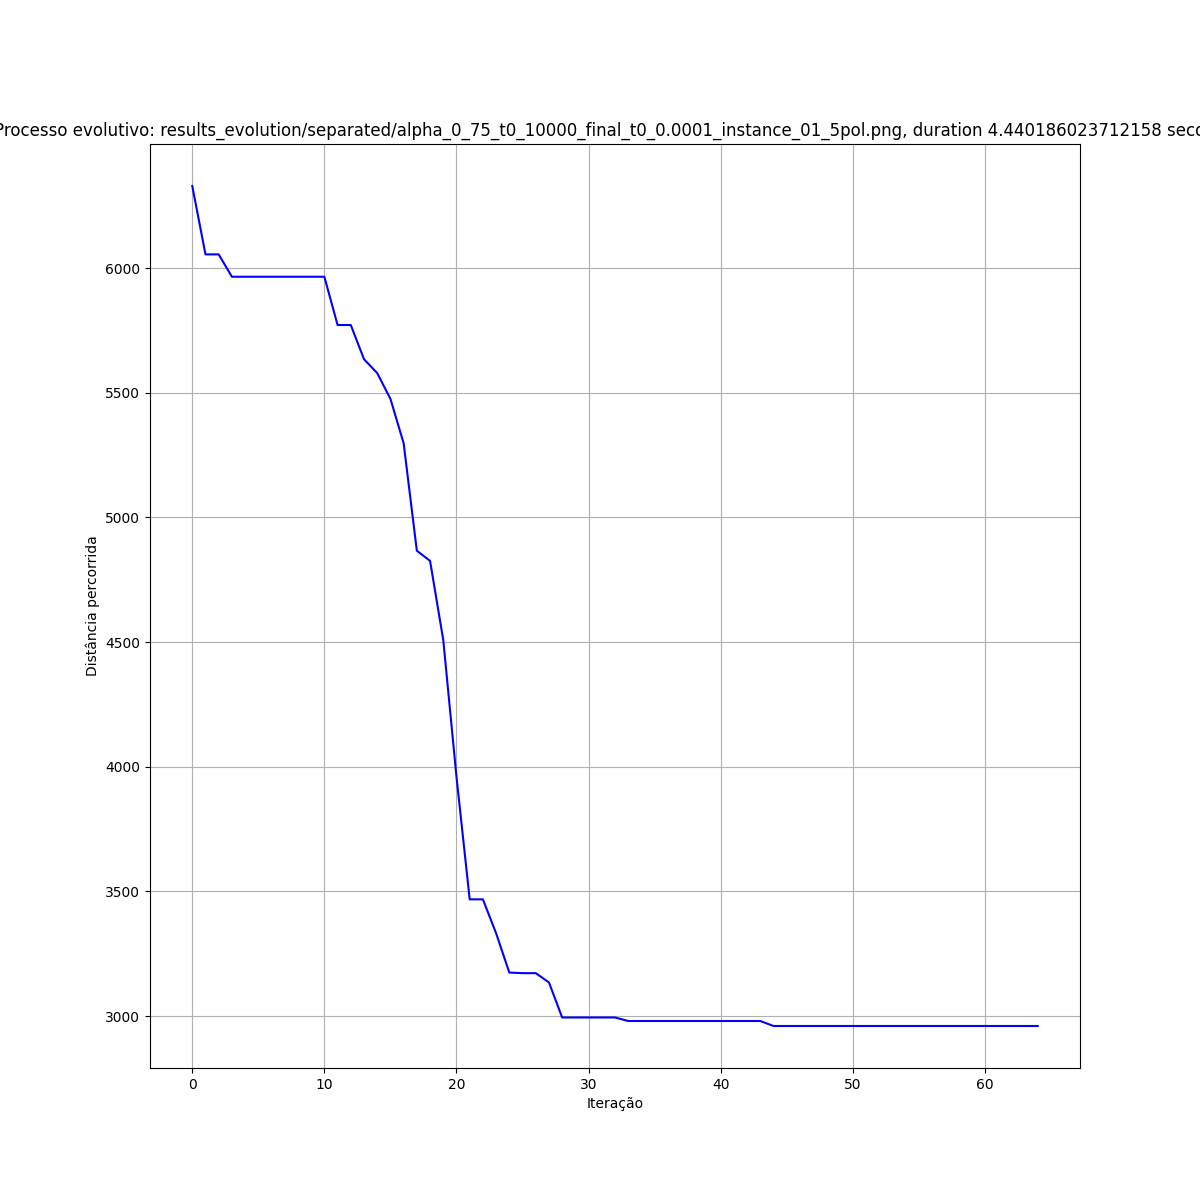 Processo evolutivo: results_evolution/separated/alpha_0_75_t0_10000_final_t0_0.0001_instance_01_5pol.png, duration 4.440186023712158 seco
6000
5500
5000
4500
4000
3500
3000
Distância percorrida
0 10 20 30 40 50 60
Iteração